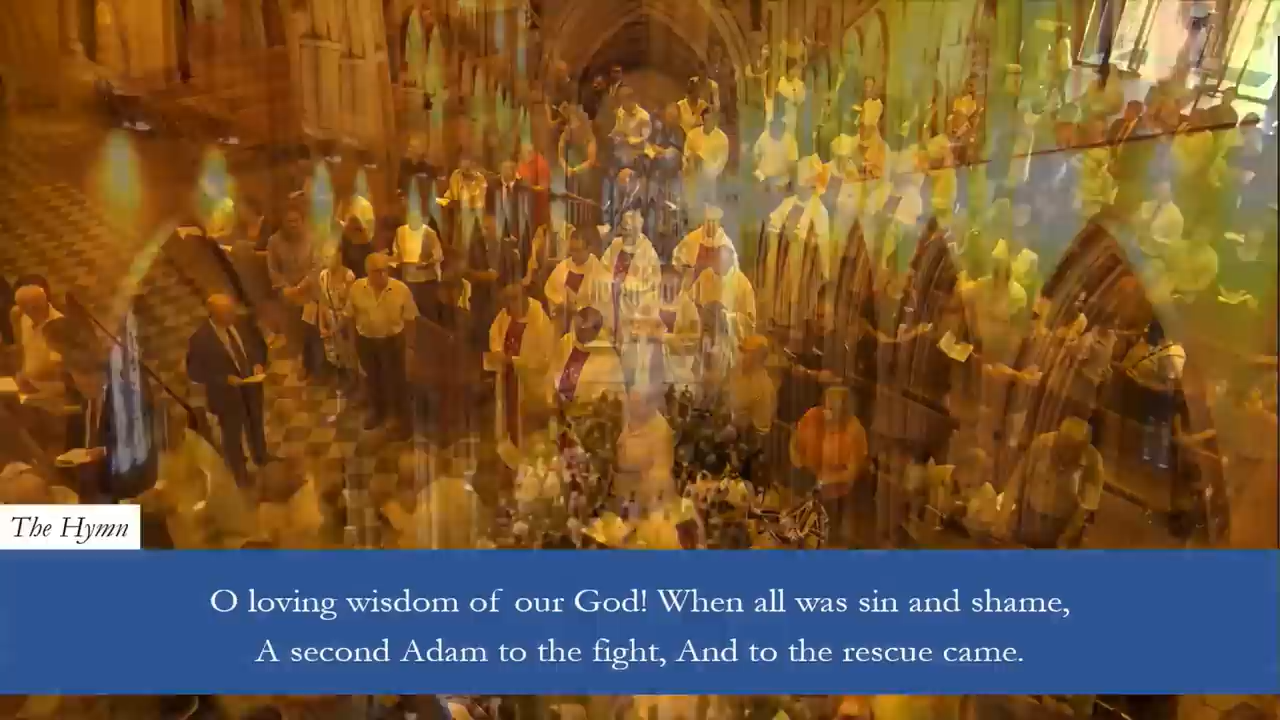 The Hymn
O loving wisdom of our God! When all was sin and shame,
A second Adam to the fight, And to the rescue came.